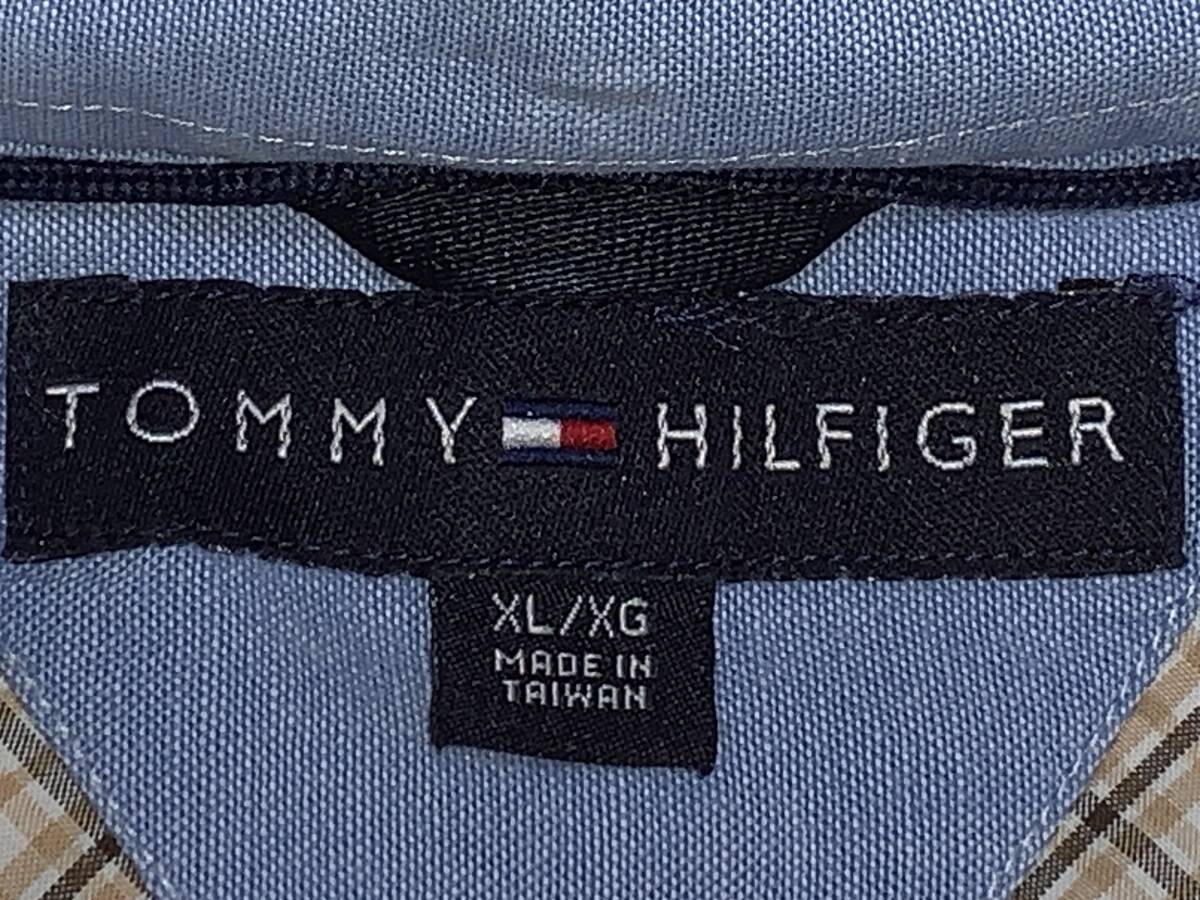 TOMMY HILFIGER
XL/XG
MADE IN
TAIWAN